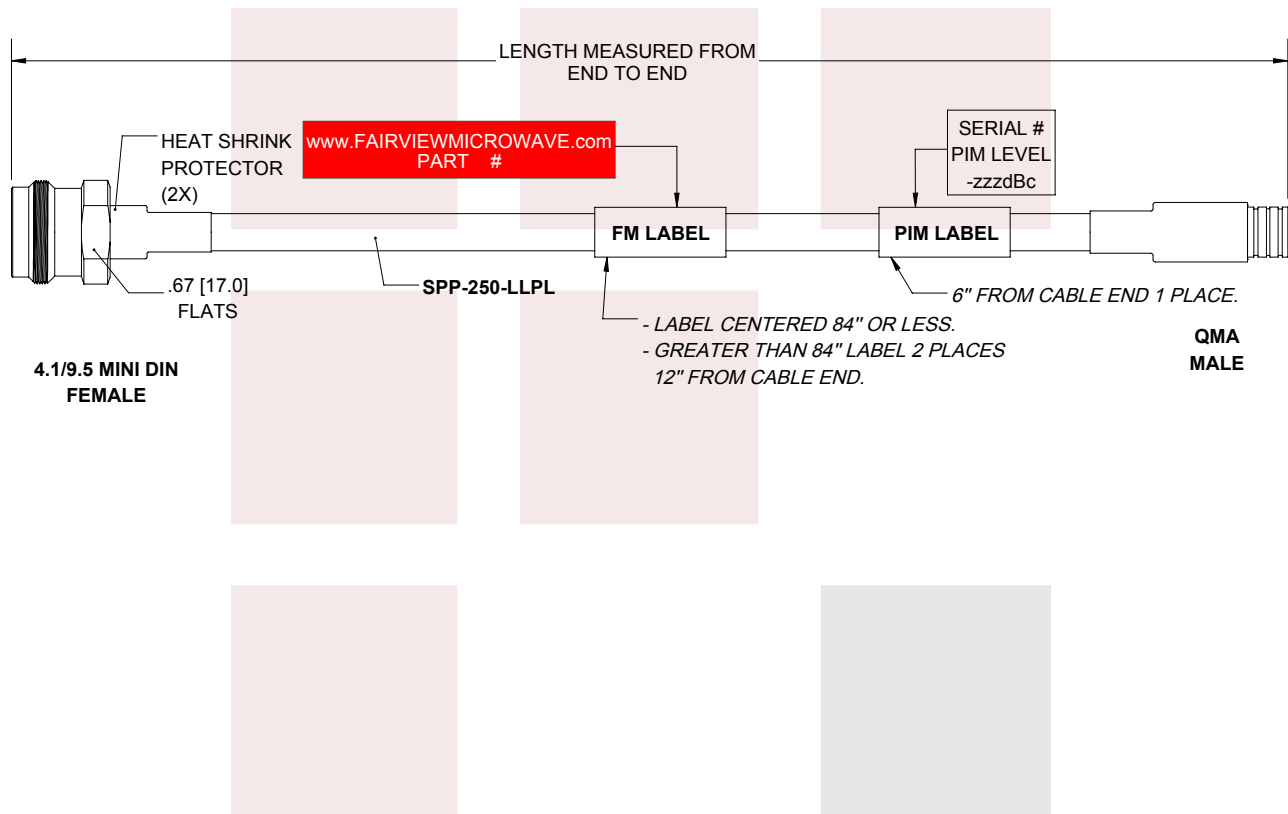 LENGTH MEASURED FROM
END TO END
HEAT SHRINK
PROTECTOR
(2X)
www.FAIRVIEWMICROWAVE.com
PART #
SERIAL #
PIM LEVEL
-zzzdBc
FM LABEL
PIM LABEL
.67 [17.0]
FLATS
SPP-250-LLPL
6" FROM CABLE END 1 PLACE.
- LABEL CENTERED 84" OR LESS.
- GREATER THAN 84" LABEL 2 PLACES
12" FROM CABLE END.
QMA
MALE
4.1/9.5 MINI DIN
FEMALE